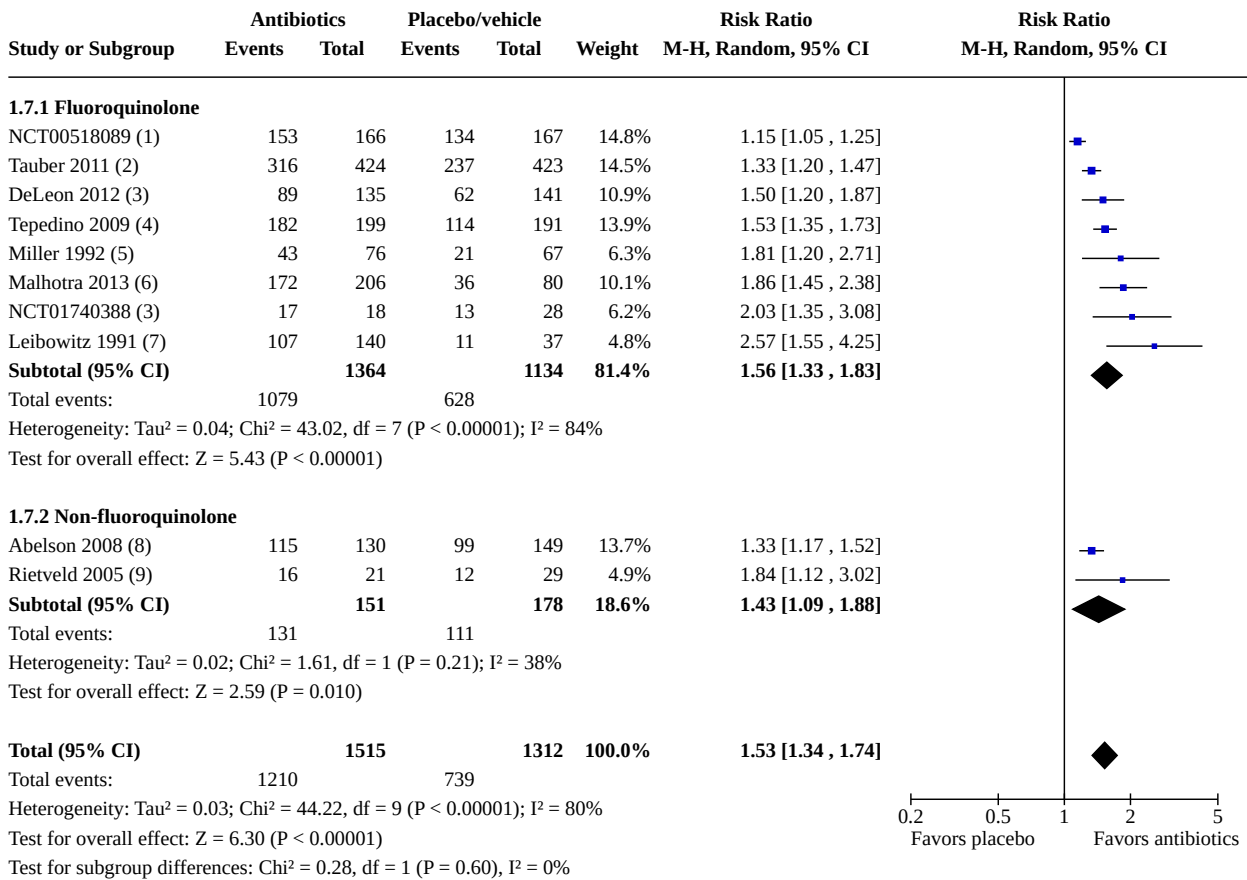 Antibiotics Placebo/vehicle Risk Ratio Risk Ratio
Study or Subgroup Events Total Events Total Weight M-H, Random, 95% CI M-H, Random, 95% CI
1.7.1 Fluoroquinolone
NCT00518089 (1) 153 166 134 167 14.8% 1.15 [1.05 , 1.25]
Tauber 2011 (2) 316 424 237 423 14.5% 1.33 [1.20 , 1.47]
DeLeon 2012 (3) 89 135 62 141 10.9% 1.50 [1.20 , 1.87]
Tepedino 2009 (4) 182 199 114 191 13.9% 1.53 [1.35 , 1.73]
Miller 1992 (5) 43 76 21 67 6.3% 1.81 [1.20 , 2.71]
Malhotra 2013 (6) 172 206 36 80 10.1% 1.86 [1.45 , 2.38]
NCT01740388 (3) 17 18 13 28 6.2% 2.03 [1.35 , 3.08]
Leibowitz 1991 (7) 107 140 11 37 4.8% 2.57 [1.55 , 4.25]
Subtotal (95% CI) 1364 1134 81.4% 1.56 [1.33 , 1.83]
Total events: 1079 628
Heterogeneity: Tau² = 0.04; Chi² = 43.02, df = 7 (P < 0.00001); I² = 84%
Test for overall effect: Z = 5.43 (P < 0.00001)
1.7.2 Non-fluoroquinolone
Abelson 2008 (8) 115 130 99 149 13.7% 1.33 [1.17 , 1.52]
Rietveld 2005 (9) 16 21 12 29 4.9% 1.84 [1.12 , 3.02]
Subtotal (95% CI) 151 178 18.6% 1.43 [1.09 , 1.88]
Total events: 131 111
Heterogeneity: Tau² = 0.02; Chi² = 1.61, df = 1 (P = 0.21); I² = 38%
Test for overall effect: Z = 2.59 (P = 0.010)
Total (95% CI) 1515 1312 100.0% 1.53 [1.34 , 1.74]
Total events: 1210 739
Heterogeneity: Tau² = 0.03; Chi² = 44.22, df = 9 (P < 0.00001); I² = 80%
0.2 0.5 1 2 5
Test for overall effect: Z = 6.30 (P < 0.00001) Favors placebo Favors antibiotics
Test for subgroup differences: Chi² = 0.28, df = 1 (P = 0.60), I² = 0%